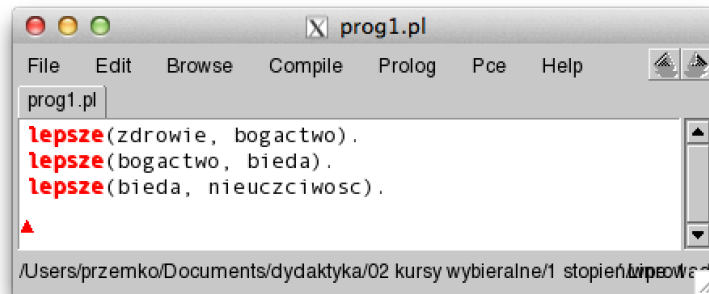 prog1.pl
File Edit Browse Compile Prolog Pce Help
prog1.pl
lepsze(zdrowie, bogactwo).
lepsze(bogactwo, bieda).
lepsze(bieda, nieuczciwosc).
/Users/przemko/Documents/dydaktyka/02 kursy wybieralne/1 stopień/